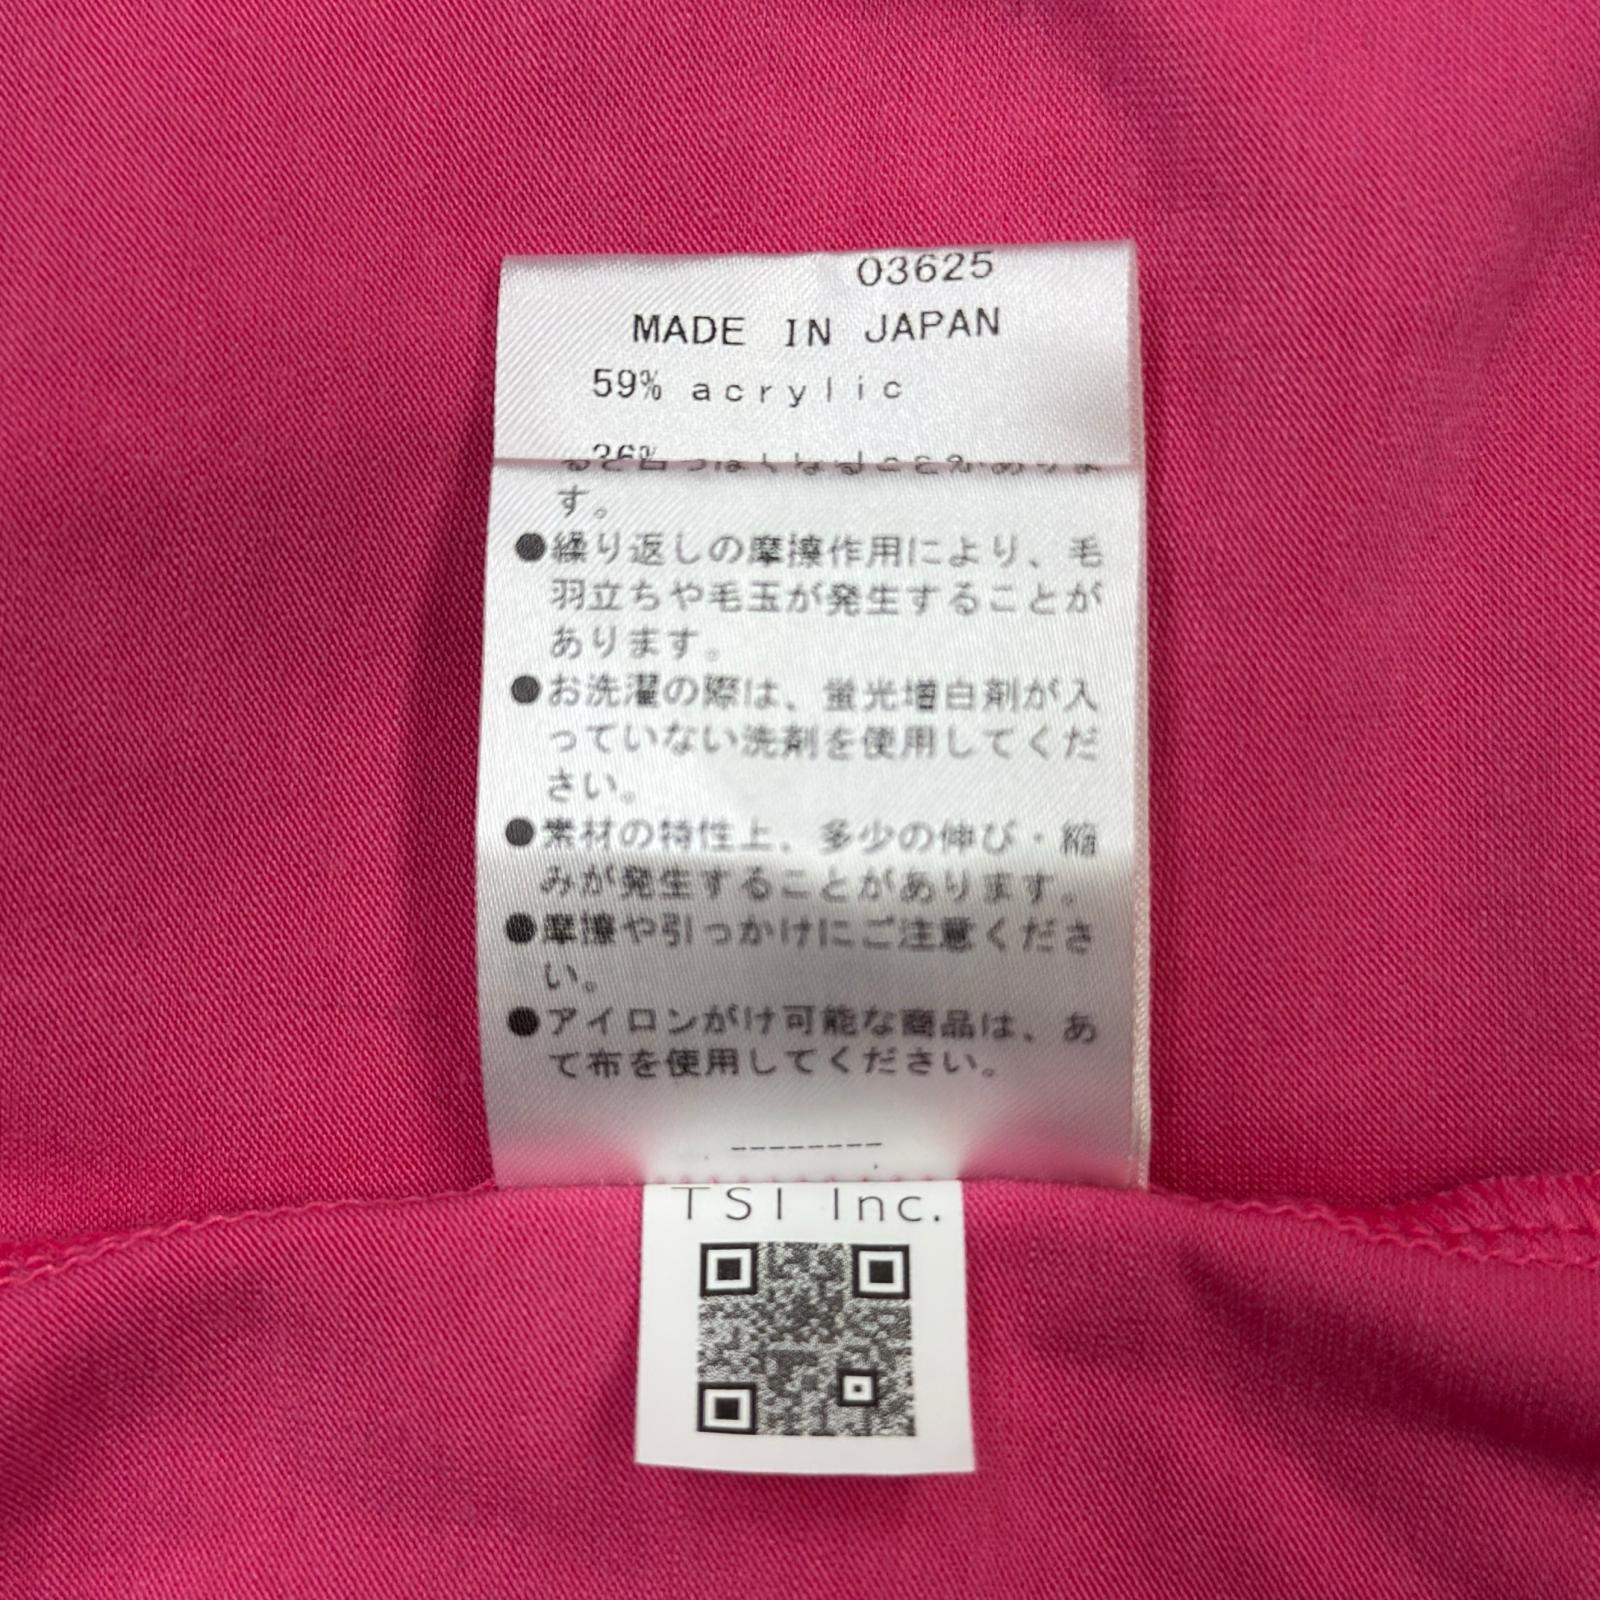 03625
MADE IN JAPAN
59% acrylic
36%
す。
●繰り返しの摩擦作用により、毛
羽立ちや毛玉が発生することが
あります。
●お洗濯の際は、蛍光増白剤が入
っていない洗剤を使用してくだ
さい。
●素材の特性上、多少の伸び・縮
みが発生することがあります。
●摩擦や引っかけにご注意くださ
い。
●アイロンがけ可能な商品は、あ
て布を使用してください。
--------
TSI Inc.